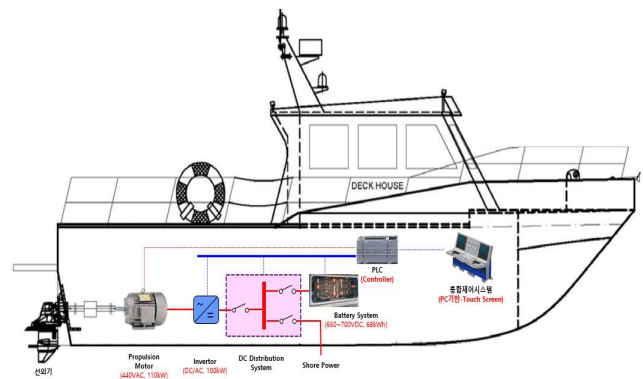 DECK HOUSE
PLC
(Controller)
통합제어시스템
(PC기반-Touch Screen)
Battery System
(650~700VDC, 68kWh)
선외기
Propulsion
Motor
(440VAC, 110kW)
Invertor
(DC/AC, 100kW)
DC Distribution
System
Shore Power